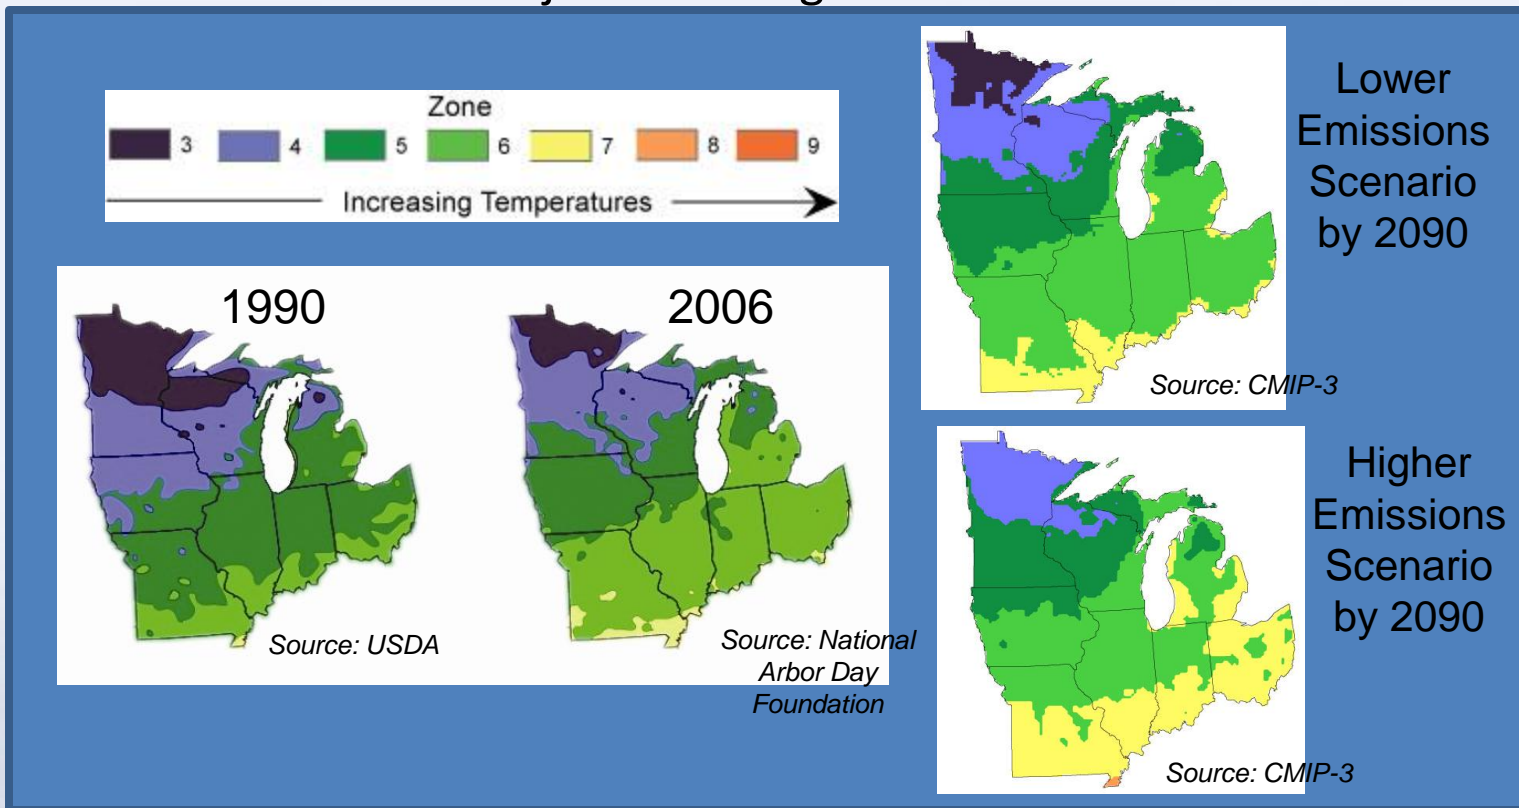 Zone
3 4 5 6 7 8 9
Increasing Temperatures
1990
2006
Source: USDA
Source: National
Arbor Day
Foundation
Lower
Emissions
Scenario
by 2090
Source: CMIP-3
Higher
Emissions
Scenario
by 2090
Source: CMIP-3